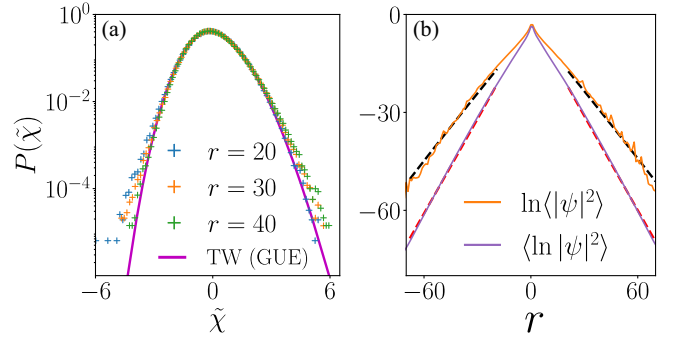 (a)
10^0
10^-2
10^-4
P(χ̃)
r = 20
r = 30
r = 40
TW (GUE)
−6
0
6
χ̃
(b)
0
−30
−60
ln⟨|ψ|²⟩
⟨ln |ψ|²⟩
−60
0
60
r